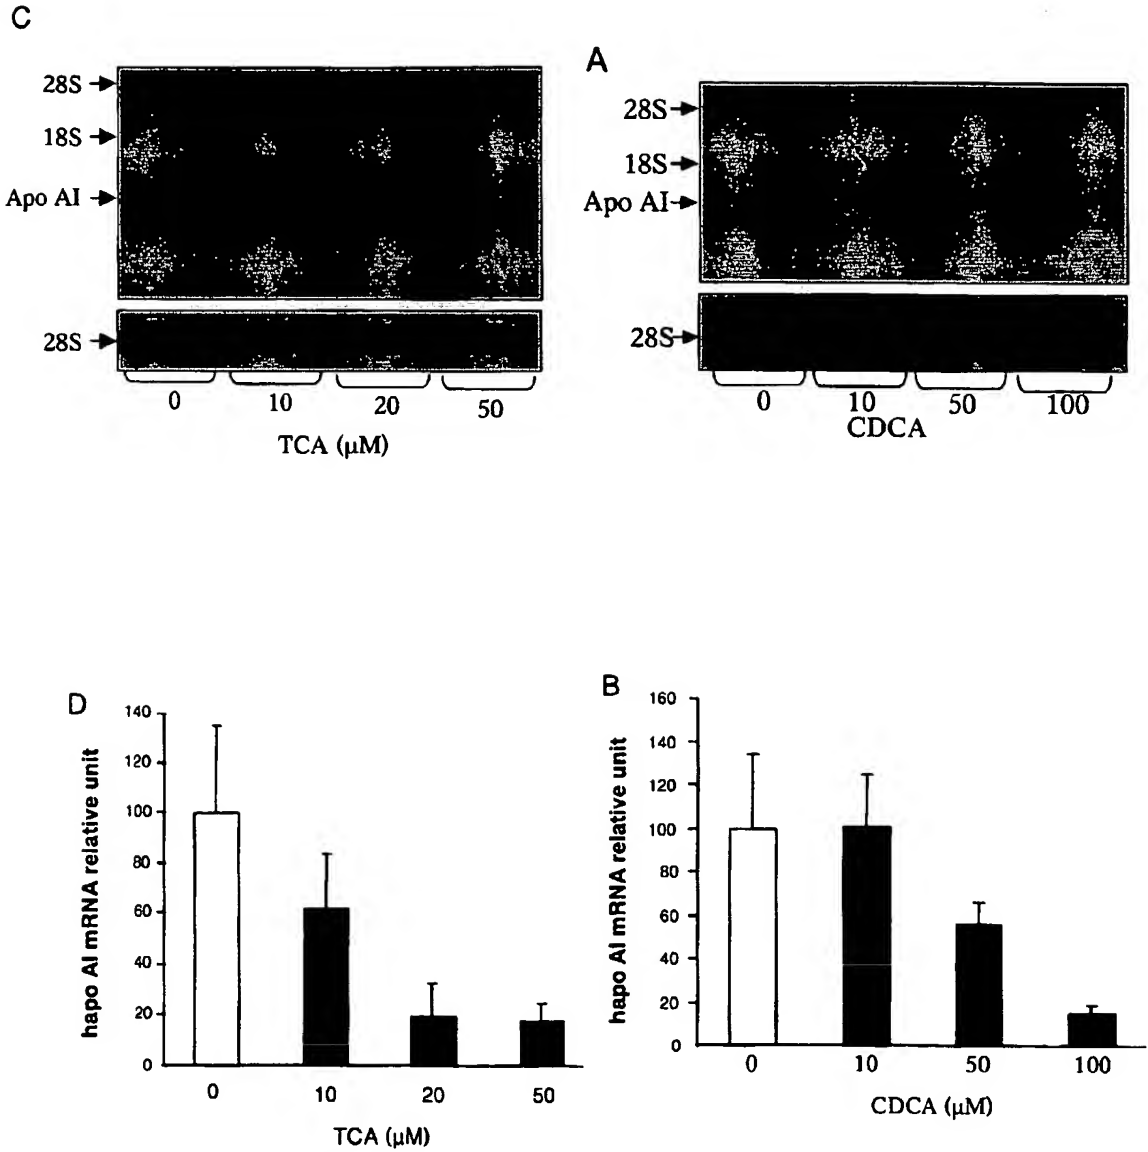 C
28S
18S
Apo AI
28S
0 10 20 50
TCA (µM)
A
28S
18S
Apo AI
28S
0 10 50 100
CDCA
D
hapo AI mRNA relative unit
140
120
100
80
60
40
20
0
0 10 20 50
TCA (µM)
B
hapo AI mRNA relative unit
160
140
120
100
80
60
40
20
0
0 10 50 100
CDCA (µM)